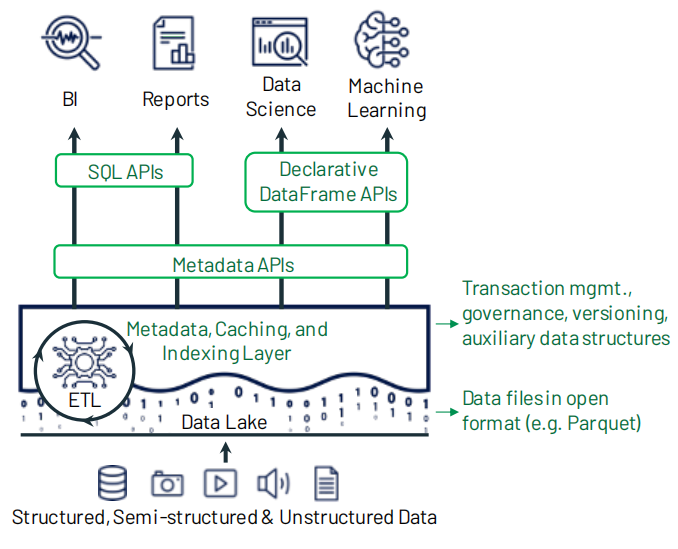 BI
Reports
Data
Science
Machine
Learning
SQL APIs
Declarative
DataFrame APIs
Metadata APIs
Metadata, Caching, and
Indexing Layer
ETL
Data Lake
Transaction mgmt.,
governance, versioning,
auxiliary data structures
Data files in open
format (e.g. Parquet)
Structured, Semi-structured & Unstructured Data